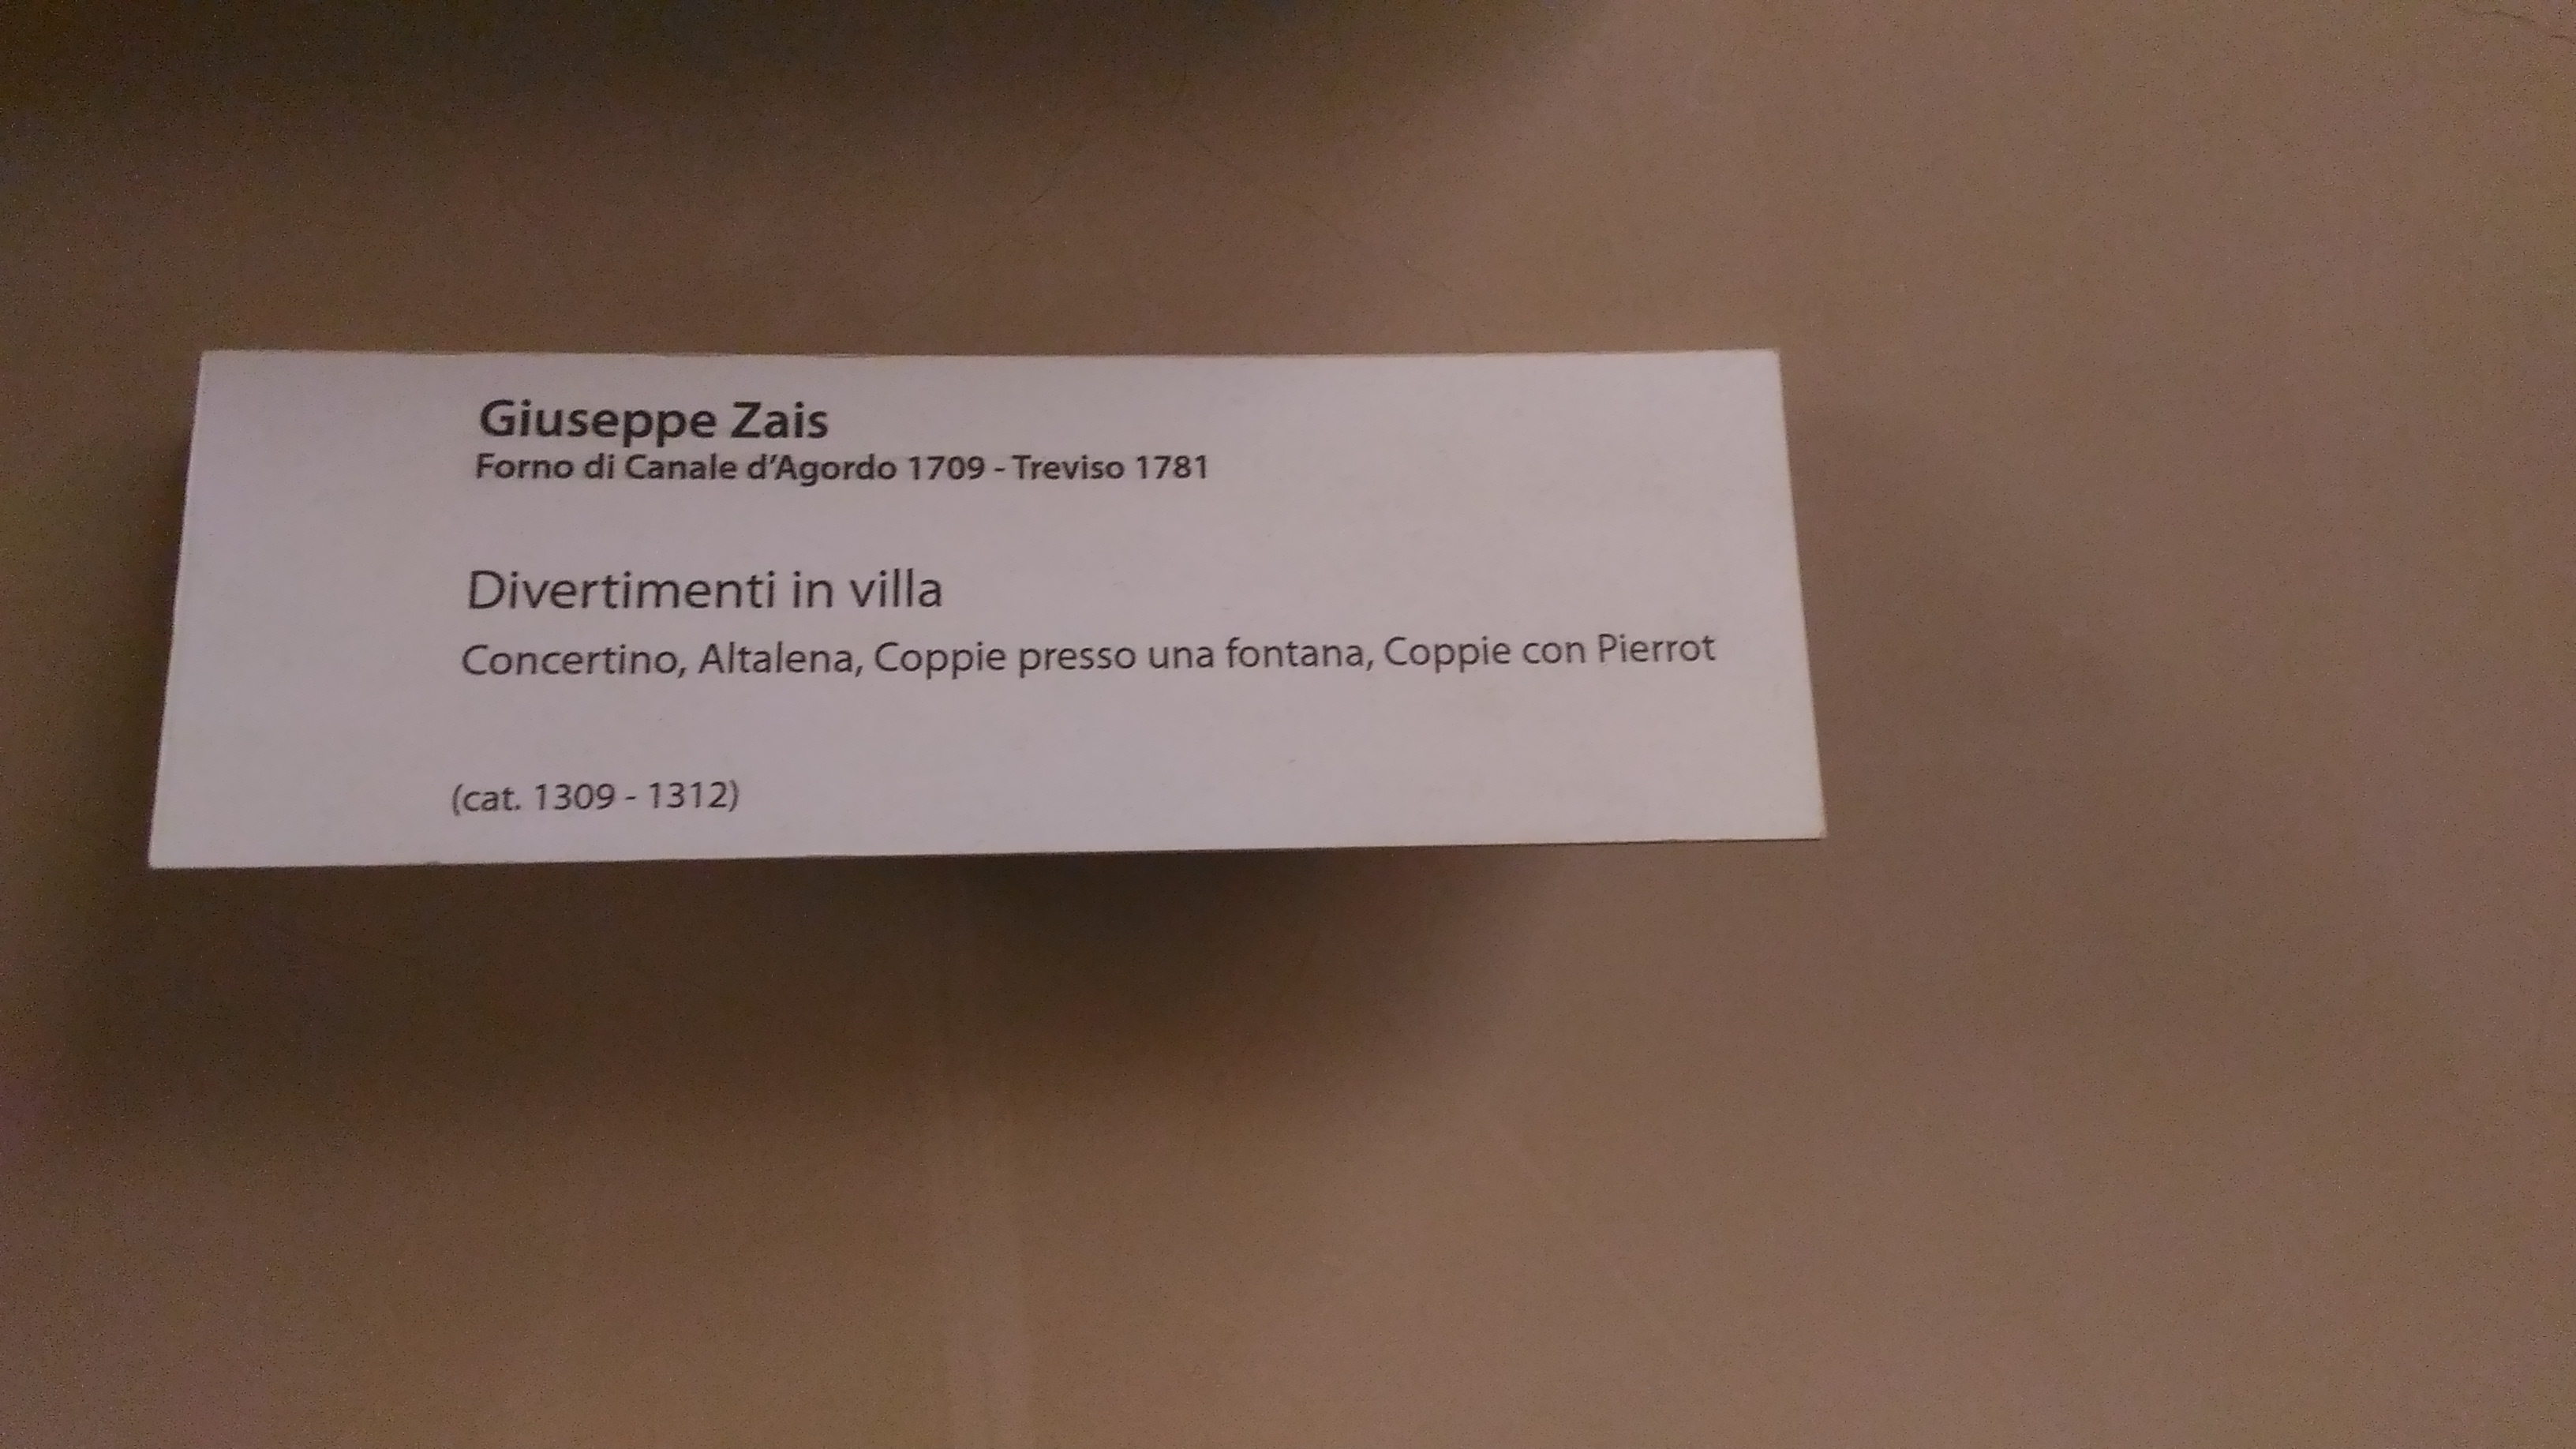 Giuseppe Zais
Forno di Canale d'Agordo 1709 - Treviso 1781
Divertimenti in villa
Concertino, Altalena, Coppie presso una fontana, Coppie con Pierrot
(cat. 1309 - 1312)